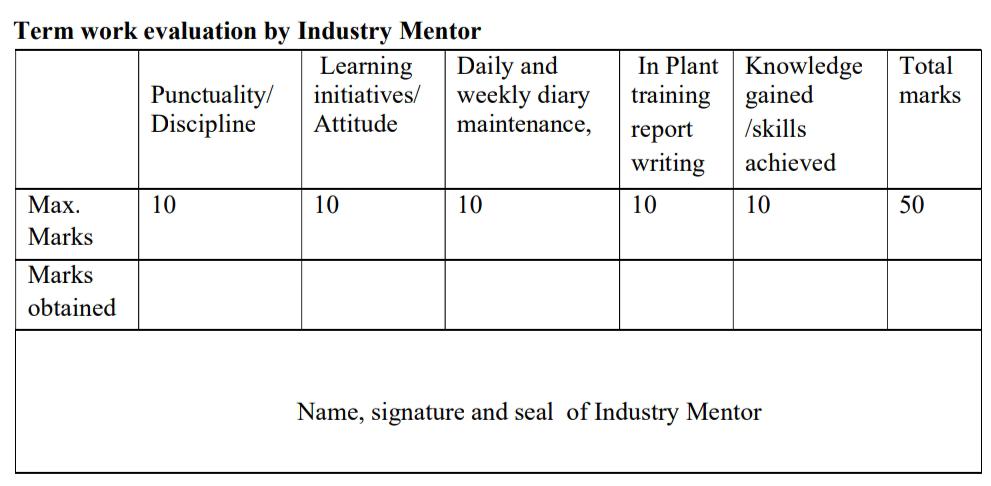 Term work evaluation by Industry Mentor
Punctuality/
Discipline
Learning
initiatives/
Attitude
Daily and
weekly diary
maintenance,
In Plant
training
report
writing
Knowledge
gained
/skills
achieved
Total
marks
Max.
Marks
10
10
10
10
10
50
Marks
obtained
Name, signature and seal of Industry Mentor